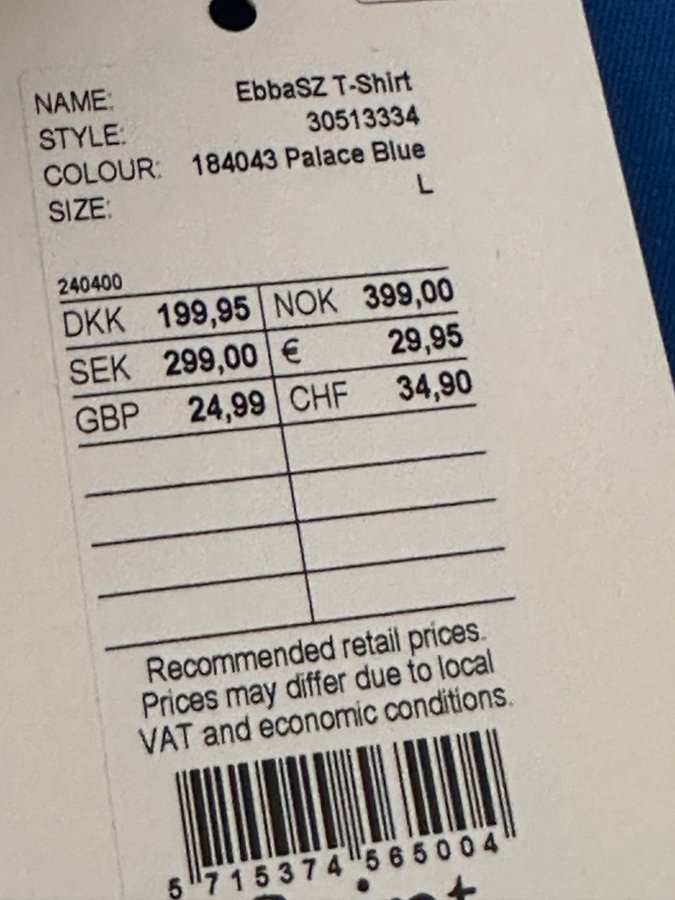 NAME: EbbaSZ T-Shirt
STYLE: 30513334
COLOUR: 184043 Palace Blue
SIZE: L
240400
DKK 199,95 NOK 399,00
SEK 299,00 € 29,95
GBP 24,99 CHF 34,90
Recommended retail prices.
Prices may differ due to local
VAT and economic conditions.
5 715374 565004